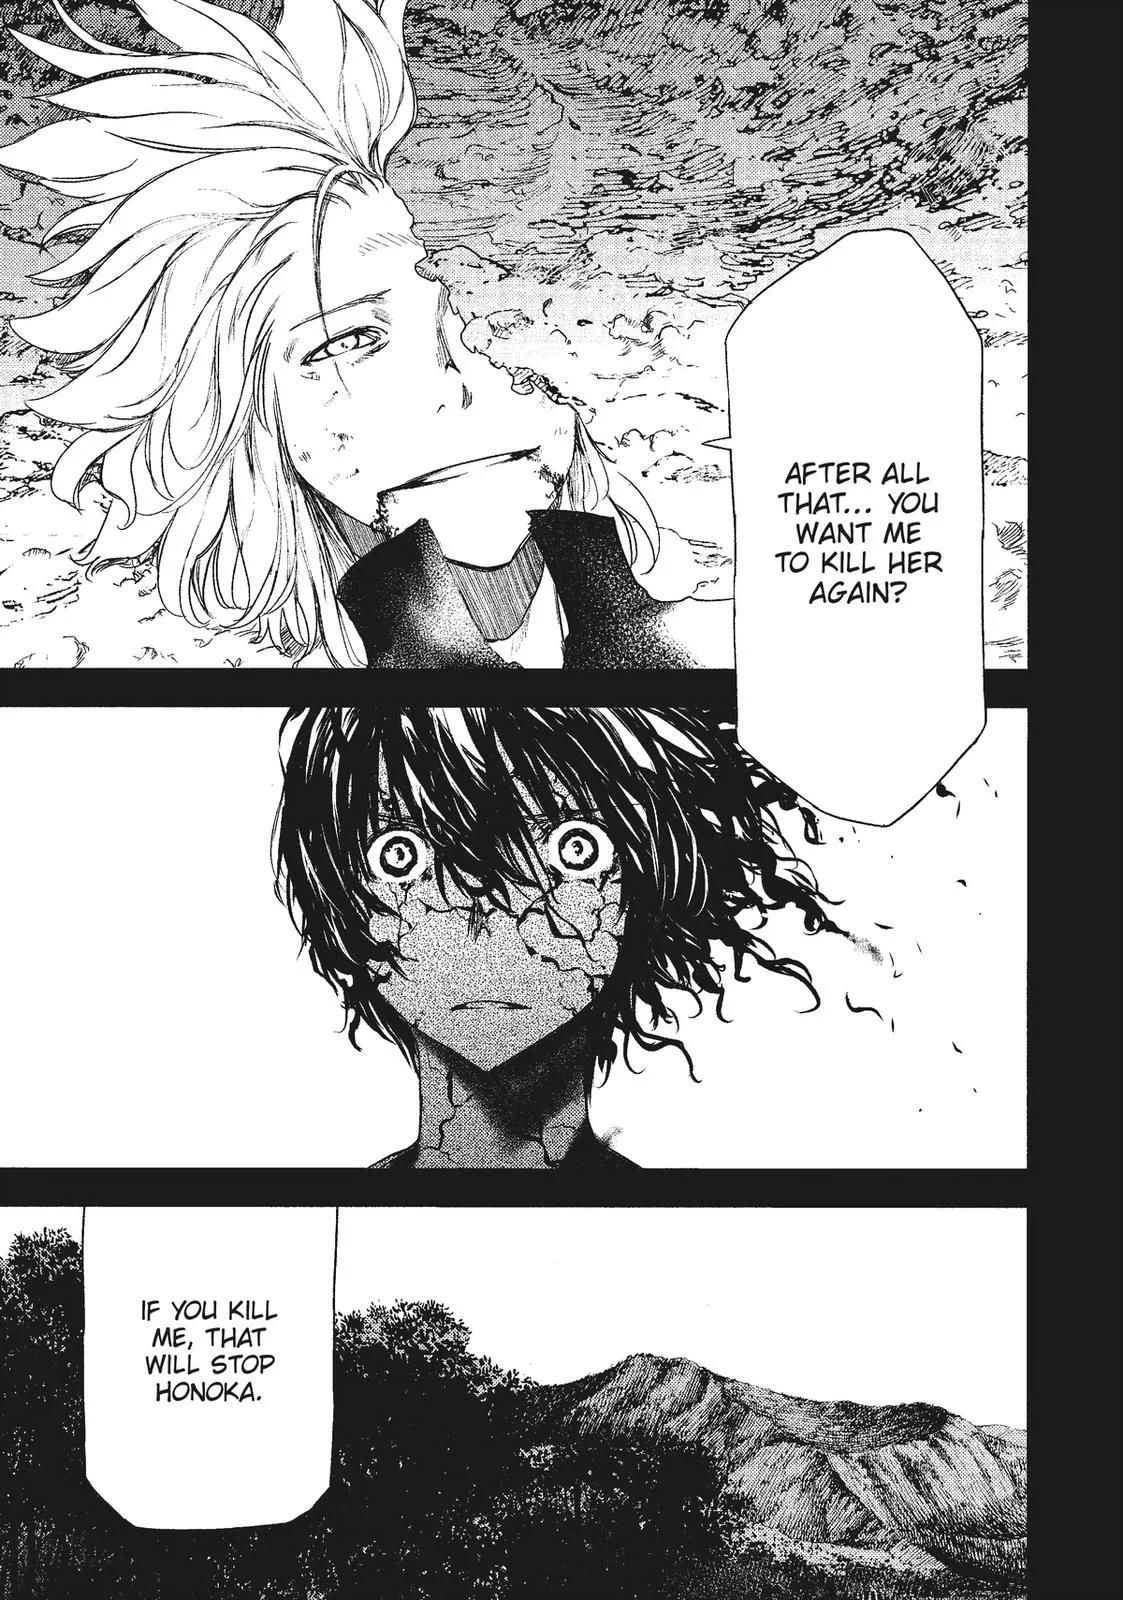 AFTER ALL
THAT... YOU
WANT ME
TO KILL HER
AGAIN?
IF YOU KILL
ME, THAT
WILL STOP
HONOKA.